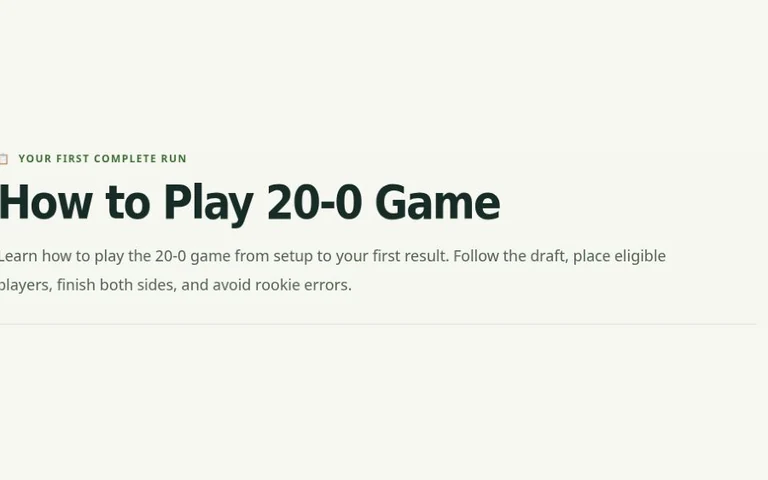 YOUR FIRST COMPLETE RUN
How to Play 20-0 Game
Learn how to play the 20-0 game from setup to your first result. Follow the draft, place eligible
players, finish both sides, and avoid rookie errors.